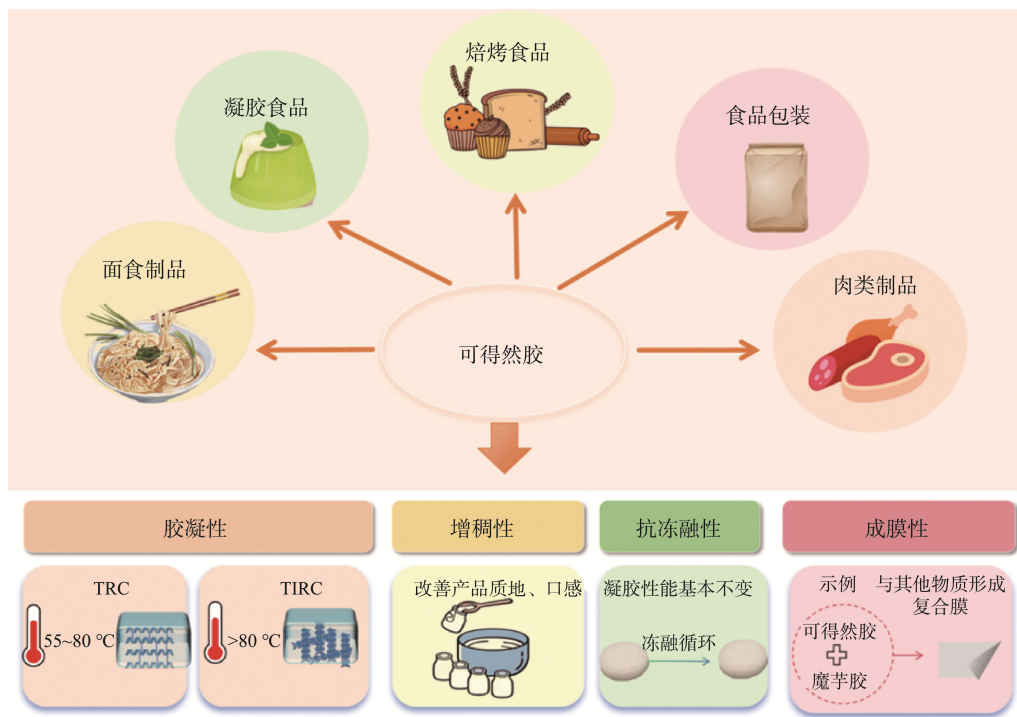 焙烤食品
凝胶食品
食品包装
面食制品
肉类制品
可得然胶
胶凝性
增稠性
抗冻融性
成膜性
TRC
55~80 ℃
TIRC
>80 ℃
改善产品质地、口感
凝胶性能基本不变
冻融循环
示例
可得然胶
魔芋胶
与其他物质形成
复合膜